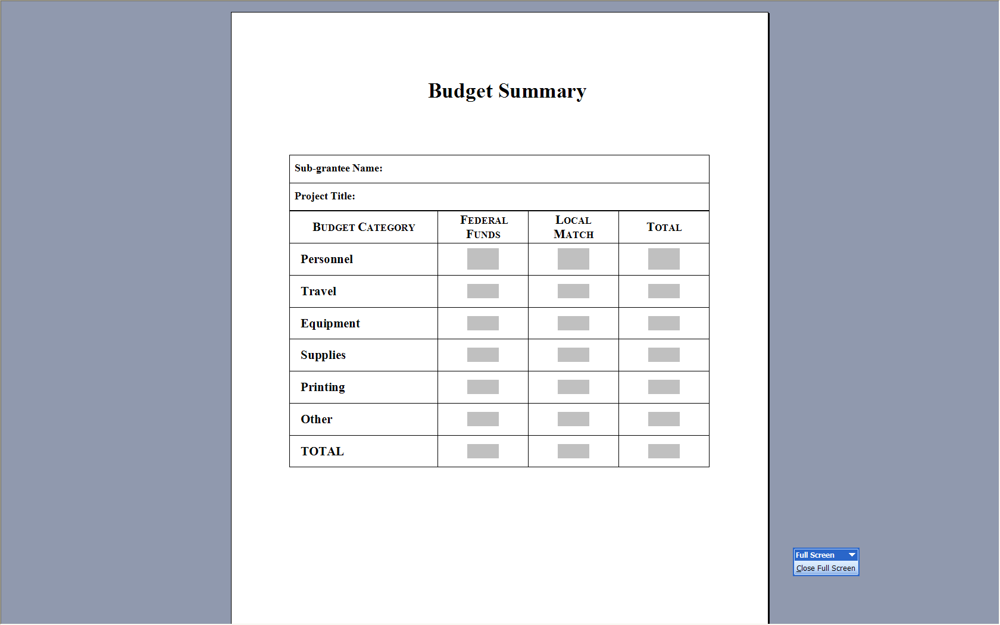 Budget Summary
Sub-grantee Name:
Project Title:
BUDGET CATEGORY
FEDERAL
FUNDS
LOCAL
MATCH
TOTAL
Personnel
Travel
Equipment
Supplies
Printing
Other
TOTAL
Full Screen
Close Full Screen